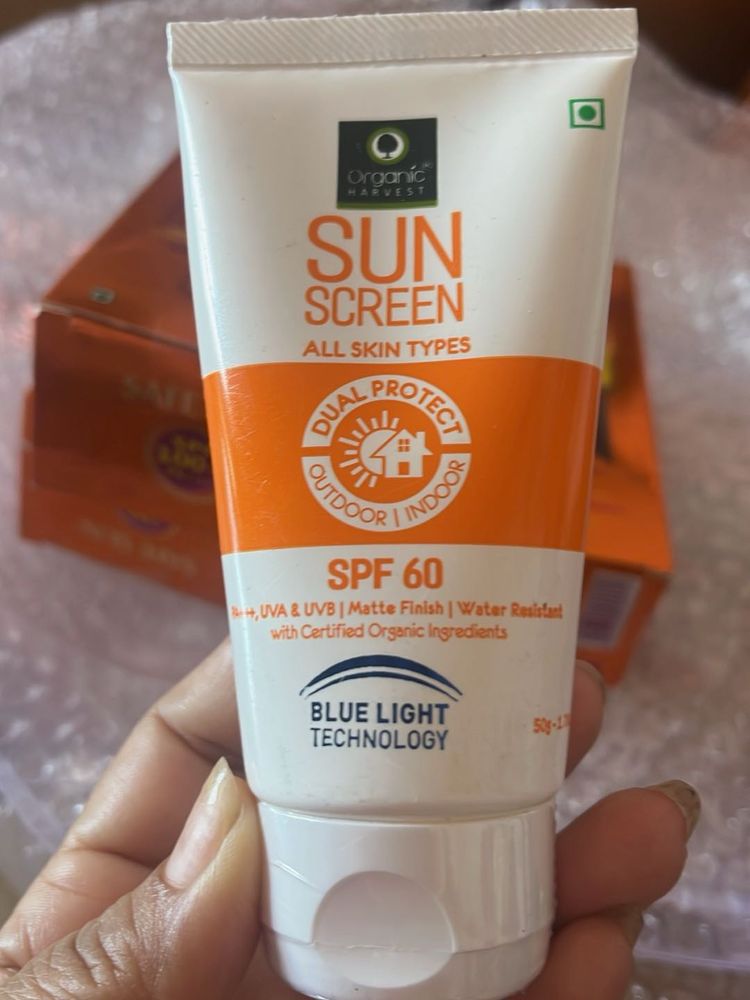 Organic
HARVEST
SUN
SCREEN
ALL SKIN TYPES
DUAL PROTECT
OUTDOOR | INDOOR
SPF 60
UVA & UVB | Matte Finish | Water Resistant
with Certified Organic Ingredients
BLUE LIGHT
TECHNOLOGY
50g